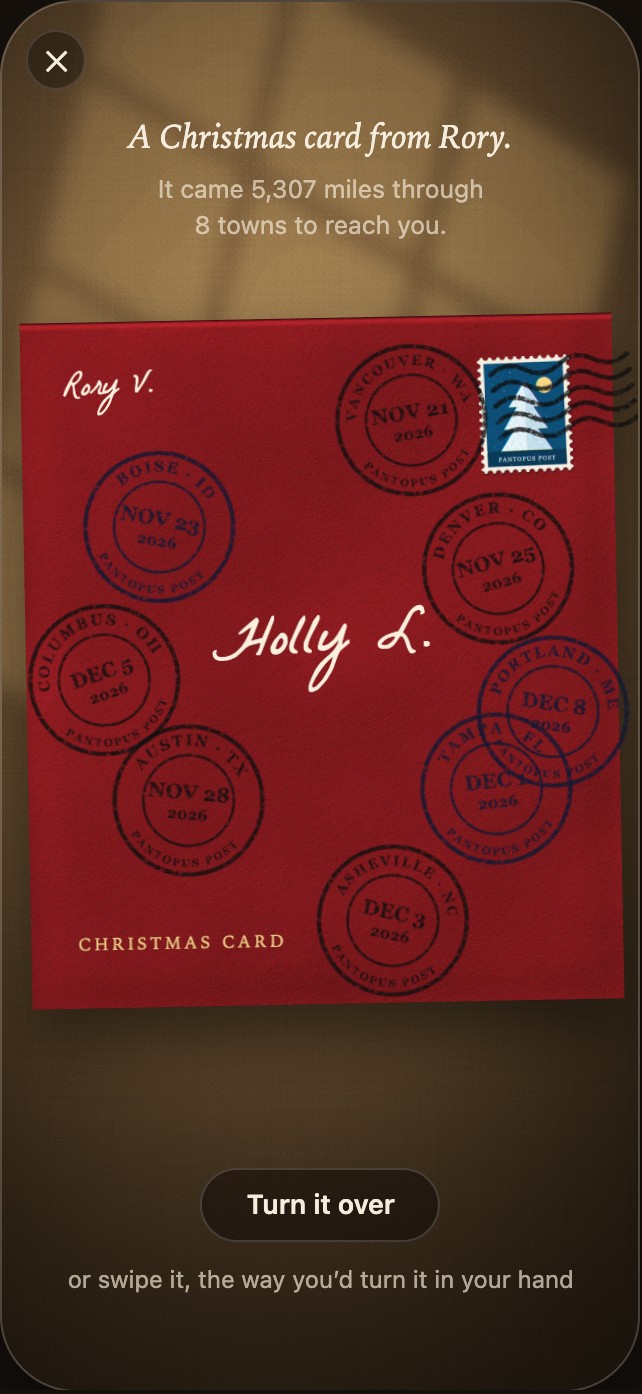 A Christmas card from Rory.
It came 5,307 miles through
8 towns to reach you.
Rory V.
VANCOUVER · WA
NOV 21
2026
PANTOPUS POST
PANTOPUS POST
BOISE · ID
NOV 23
2026
PANTOPUS POST
DENVER · CO
NOV 25
2026
PANTOPUS POST
Holly L.
COLUMBUS · OH
DEC 5
2026
PANTOPUS POST
PORTLAND · ME
DEC 8
2026
PANTOPUS POST
AUSTIN · TX
NOV 28
2026
PANTOPUS POST
TAMPA · FL
DEC
2026
PANTOPUS POST
ASHEVILLE · NC
DEC 3
2026
PANTOPUS POST
CHRISTMAS CARD
Turn it over
or swipe it, the way you’d turn it in your hand